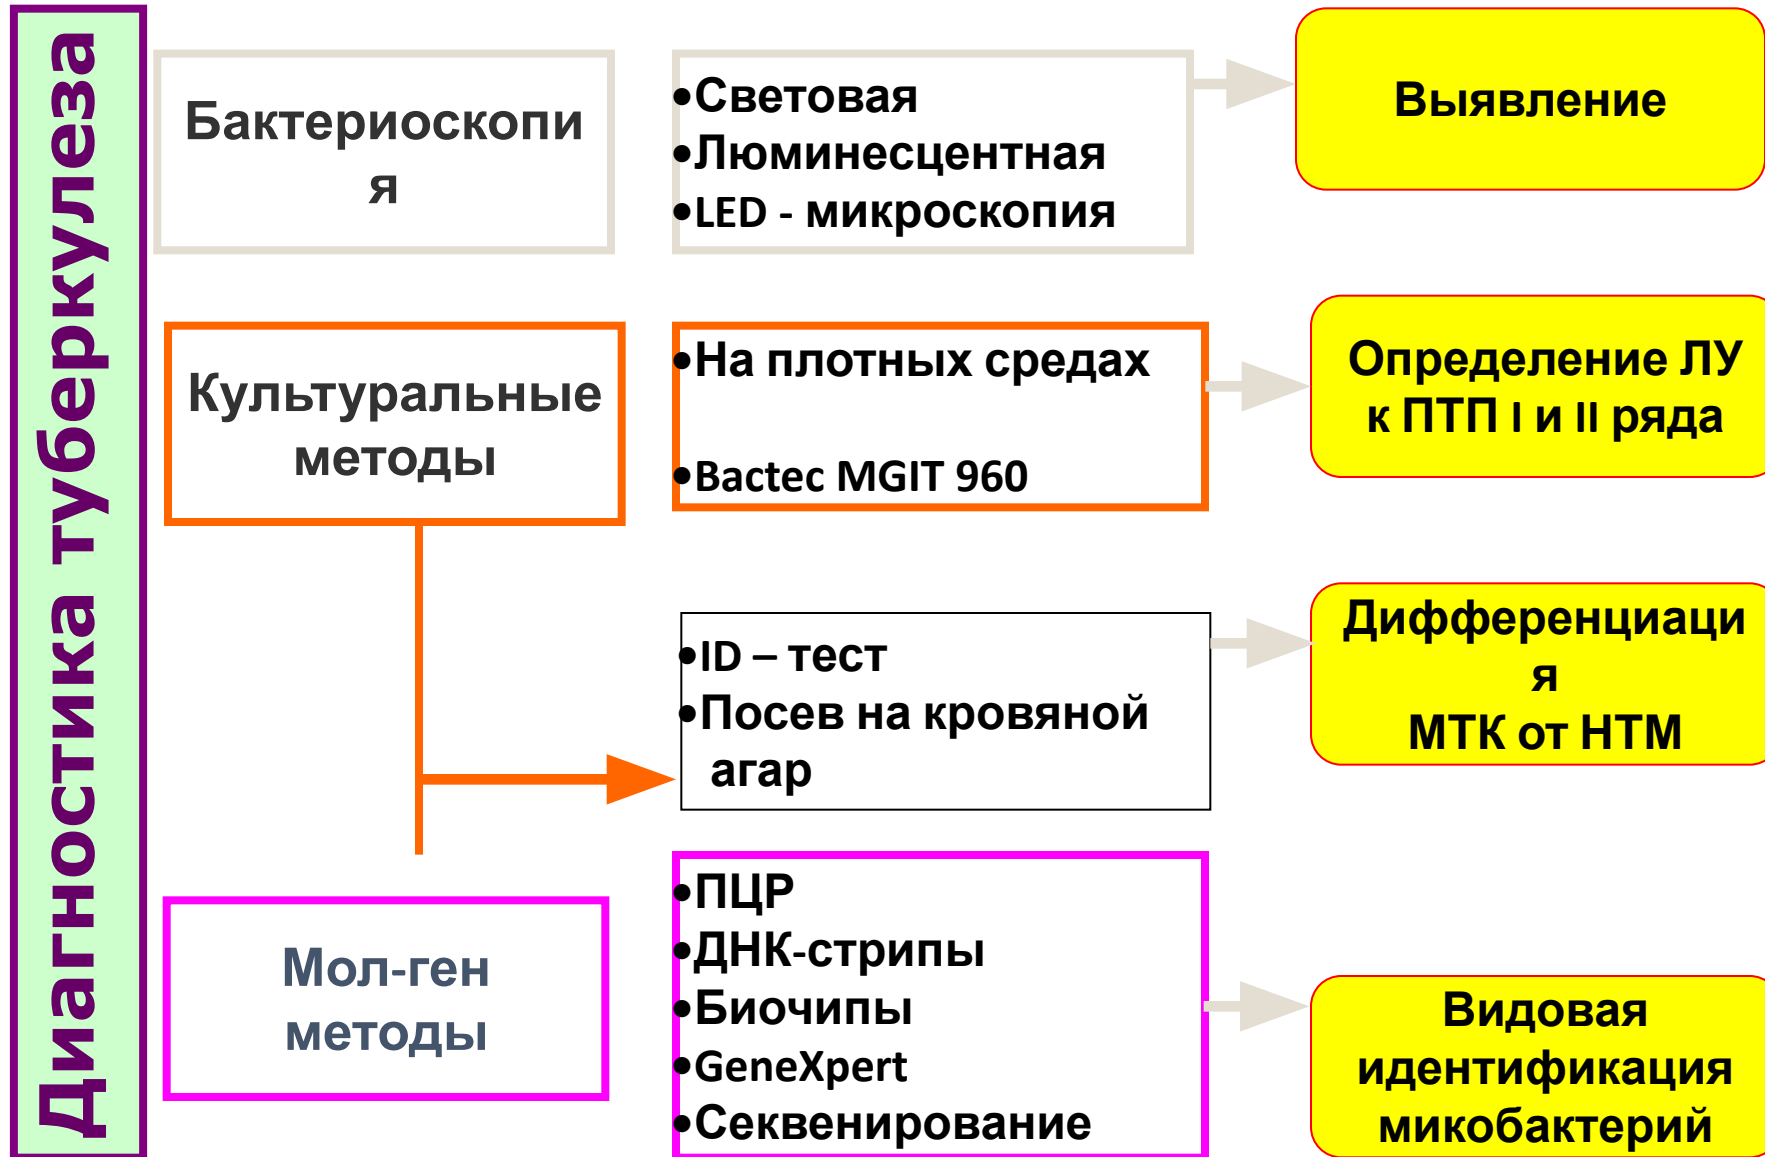 Диагностика туберкулеза
Бактериоскопи
я
•Световая
•Люминесцентная
•LED - микроскопия
Выявление
Культуральные
методы
•На плотных средах
•Bactec MGIT 960
Определение ЛУ
к ПТП I и II ряда
•ID – тест
•Посев на кровяной
агар
Дифференциаци
я
МТК от НТМ
Мол-ген
методы
•ПЦР
•ДНК-стрипы
•Биочипы
•GeneXpert
•Секвенирование
Видовая
идентификация
микобактерий